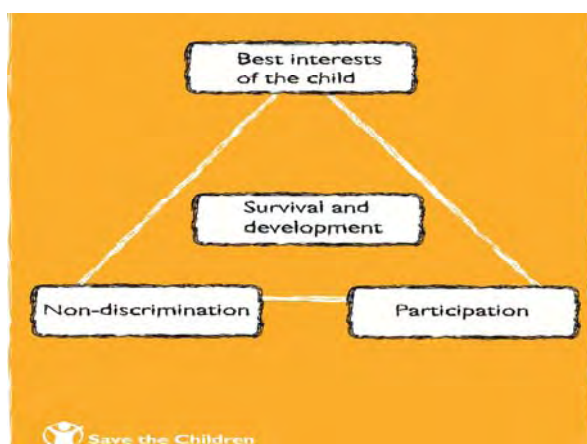 Best interests
of the child
Survival and
development
Non-discrimination
Participation
Save the Children